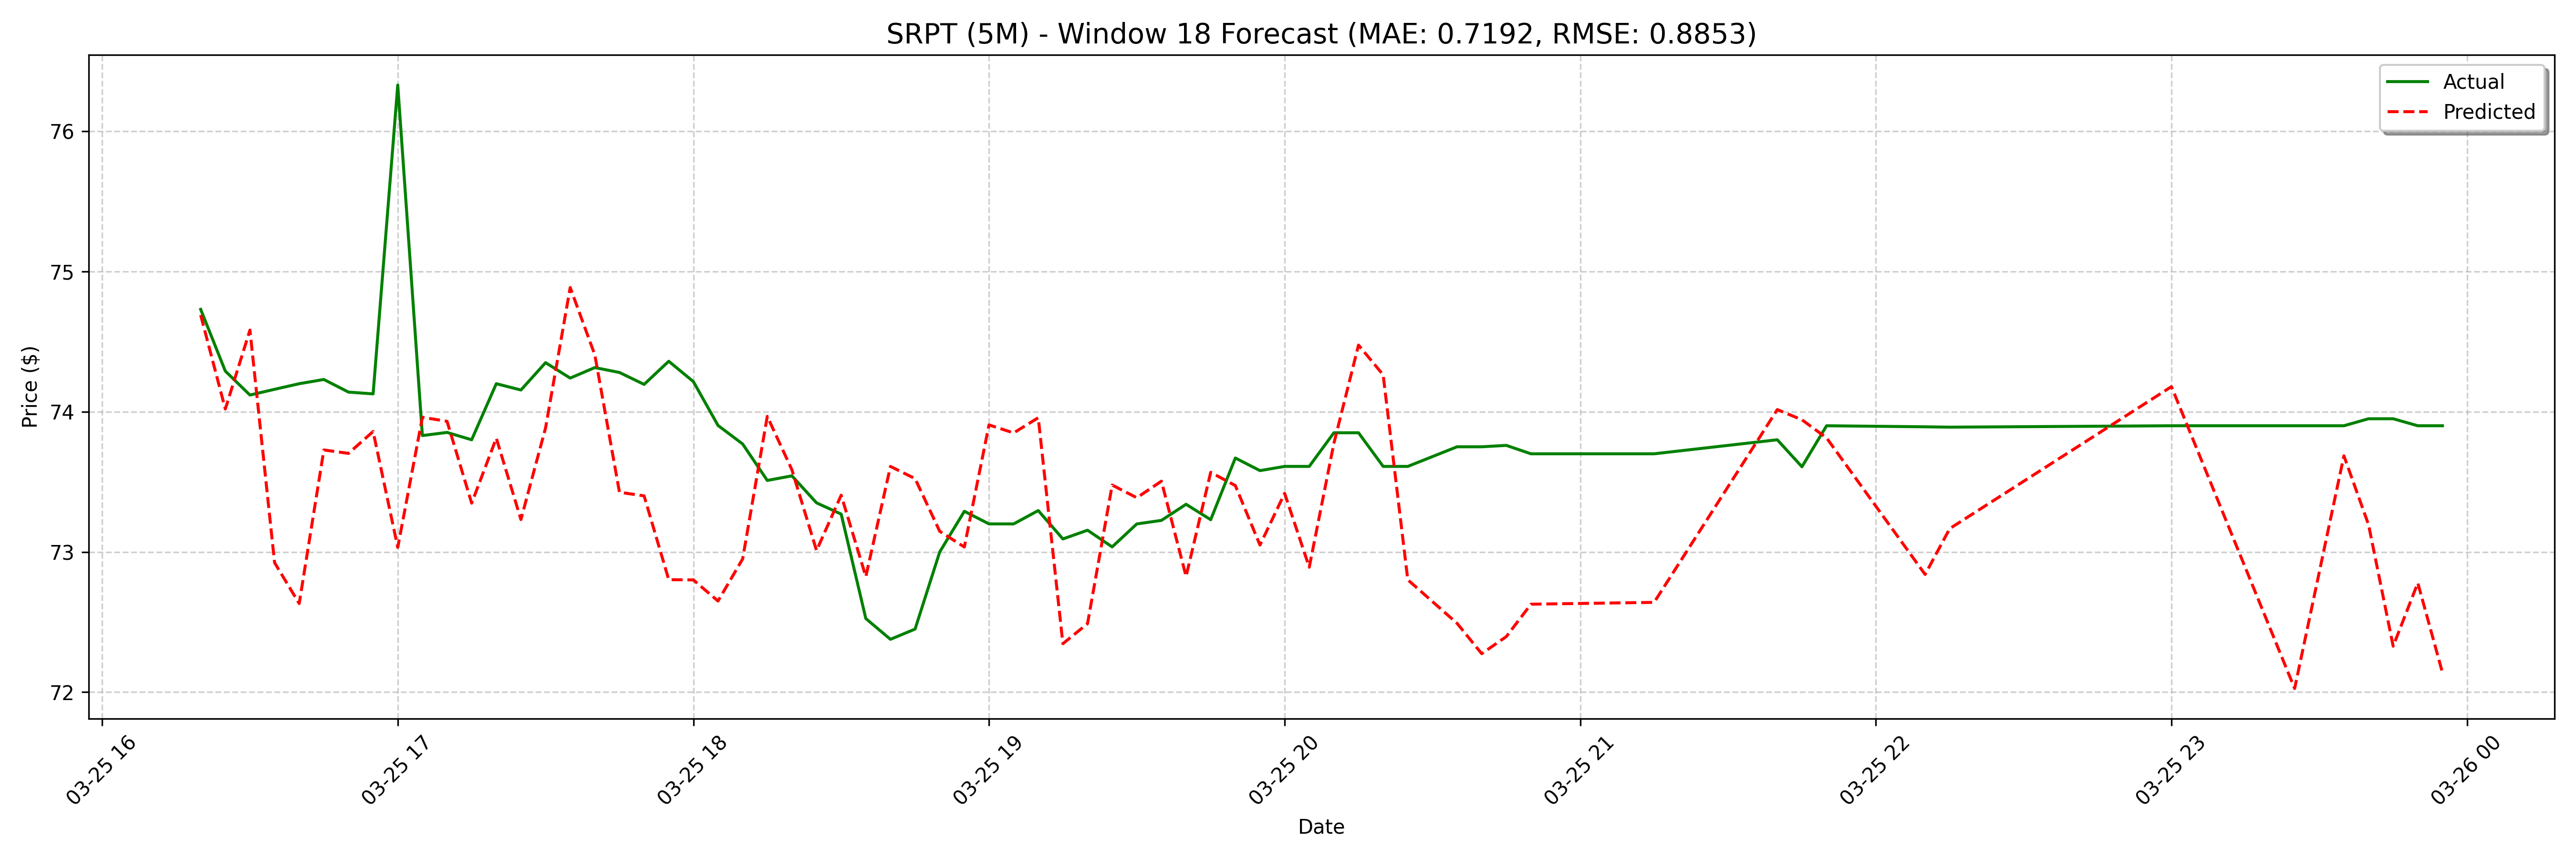 SRPT (5M) - Window 18 Forecast (MAE: 0.7192, RMSE: 0.8853)
Actual
Predicted
Price ($)
76
75
74
73
72
03-25 16
03-25 17
03-25 18
03-25 19
03-25 20
03-25 21
03-25 22
03-25 23
03-26 00
Date